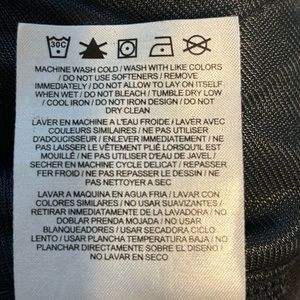 30C
MACHINE WASH COLD / WASH WITH LIKE COLORS
/ DO NOT USE SOFTENERS / REMOVE
IMMEDIATELY / DO NOT ALLOW TO LAY ON ITSELF
WHEN WET / DO NOT BLEACH / TUMBLE DRY LOW
/ COOL IRON / DO NOT IRON DESIGN / DO NOT
DRY CLEAN
LAVER EN MACHINE A L'EAU FROIDE / LAVER AVEC
COULEURS SIMILAIRES / NE PAS UTILISER
D'ADOUCISSEUR / ENLEVER IMMEDIATEMENT / NE
PAS LAISSER LE VÊTEMENT PLIÉ LORSQU'IL EST
MOUILLÉ / NE PAS UTILISER D'EAU DE JAVEL /
SECHER EN MACHINE CYCLE DELICAT / REPASSER
FER FROID / NE PAS REPASSER LE DESSIN / NE
PAS NETTOYER A SEC
LAVAR A MAQUINA EN AGUA FRIA / LAVAR CON
COLORES SIMILARES / NO USAR SUAVIZANTES /
RETIRAR INMEDIATAMENTE DE LA LAVADORA / NO
DOBLAR PRENDA MOJADA / NO USAR
BLANQUEADORES / USAR SECADORA CICLO
LENTO / USAR PLANCHA TEMPERATURA BAJA / NO
PLANCHAR DIRECTAMENTE SOBRE EL DISEÑO /
NO LAVAR EN SECO